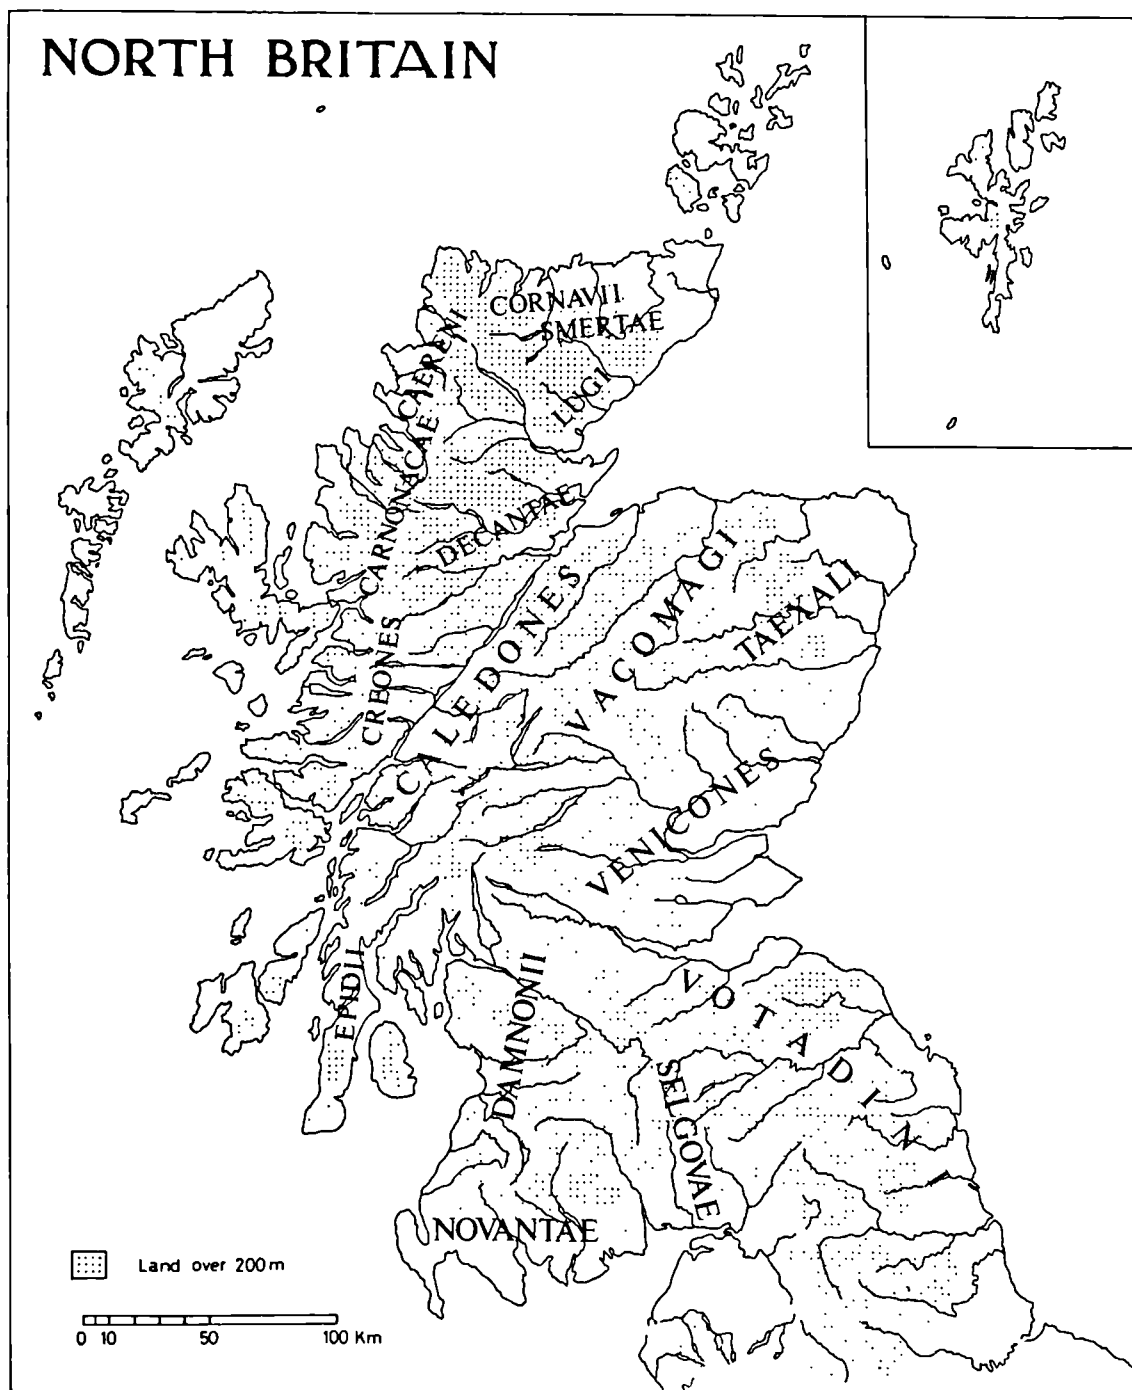 NORTH BRITAIN
CORNAVII
SMERTAE
CAERENI
LUGI
CARNONACAE
DECANTAE
CREONES
CALEDONES
VACOMAGI
TAEXALI
VENICONES
EPIDII
DAMNONII
VOTADINI
SELGOVAE
NOVANTAE
Land over 200m
0 10 50 100 Km